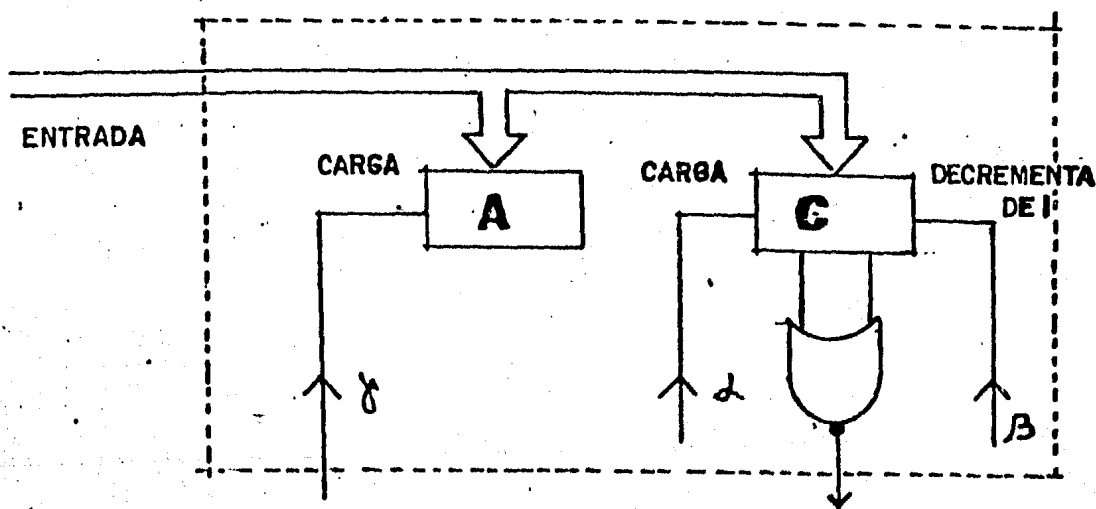 ENTRADA
CARGA
A
CARGA
C
DECREMENTA
DE 1
γ
α
β